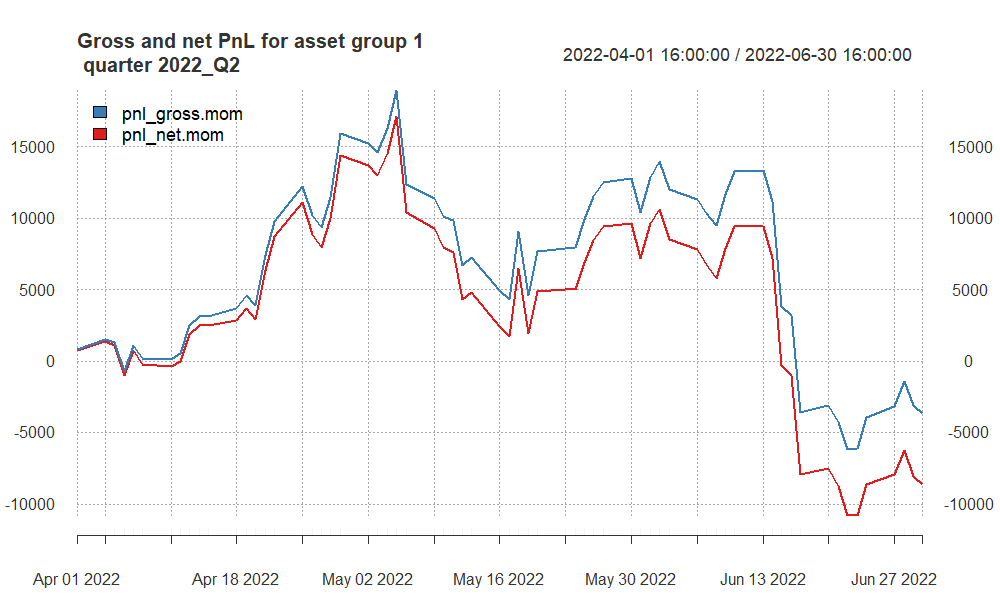 Gross and net PnL for asset group 1
quarter 2022_Q2
2022-04-01 16:00:00 / 2022-06-30 16:00:00
pnl_gross.mom
pnl_net.mom
15000 15000
10000 10000
5000 5000
0 0
-5000 -5000
-10000 -10000
Apr 01 2022 Apr 18 2022 May 02 2022 May 16 2022 May 30 2022 Jun 13 2022 Jun 27 2022